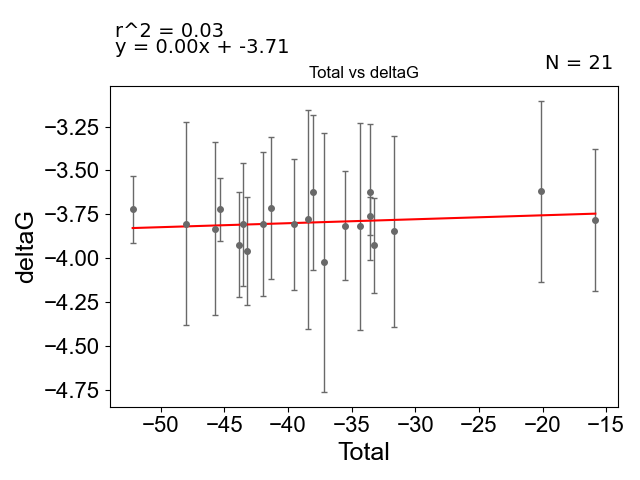 r^2 = 0.03
y = 0.00x + -3.71
N = 21
Total vs deltaG
deltaG
−3.25
−3.50
−3.75
−4.00
−4.25
−4.50
−4.75
−50 −45 −40 −35 −30 −25 −20 −15
Total